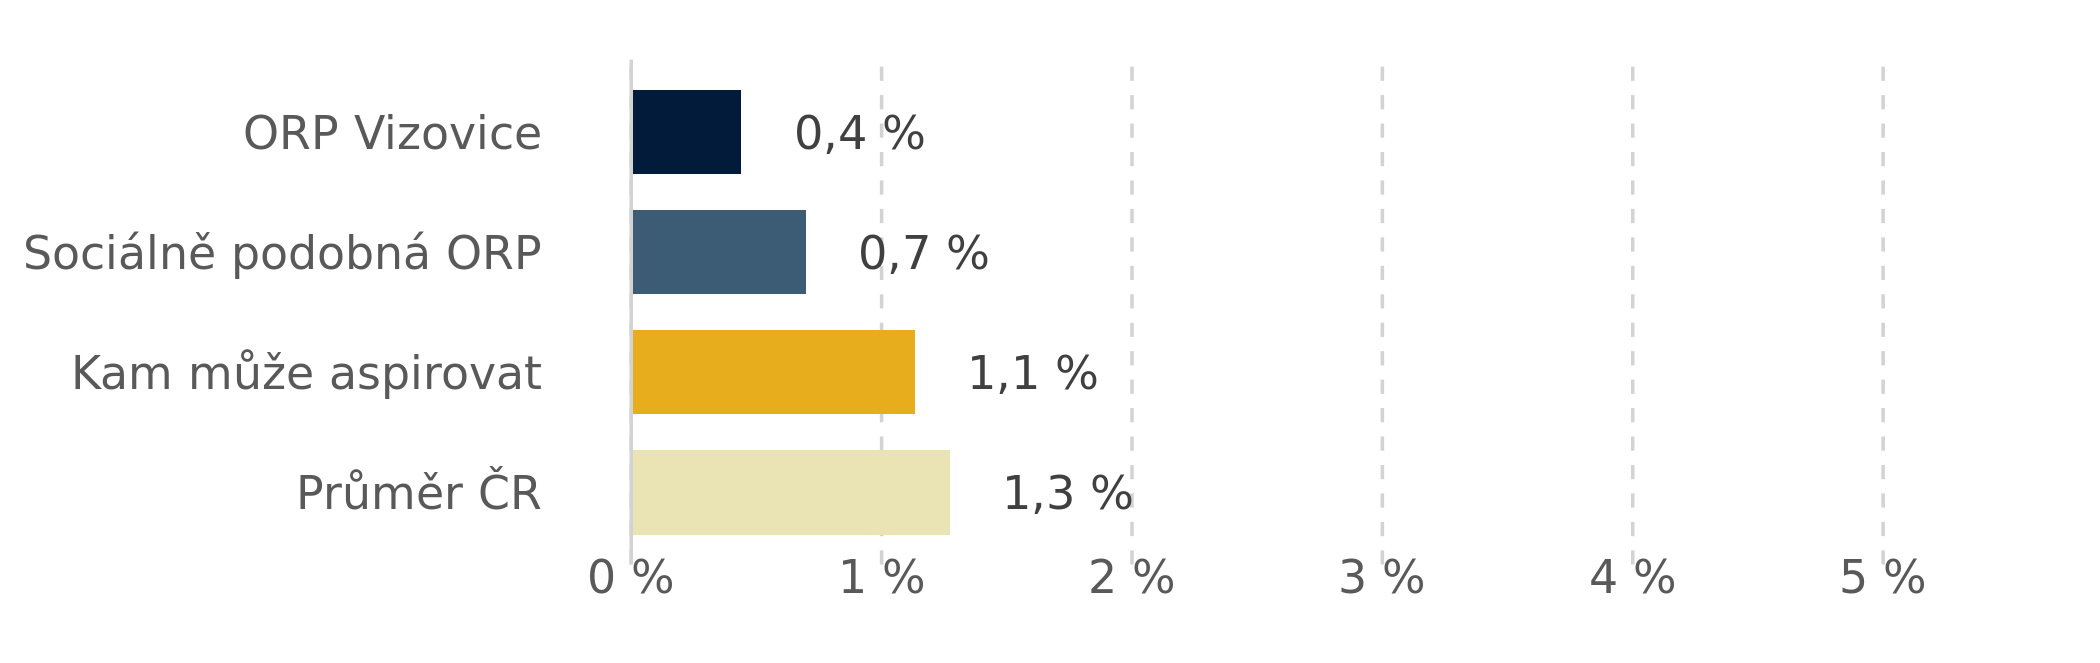 ORP Vizovice 0,4 %
Sociálně podobná ORP 0,7 %
Kam může aspirovat 1,1 %
Průměr ČR 1,3 %
0 % 1 % 2 % 3 % 4 % 5 %